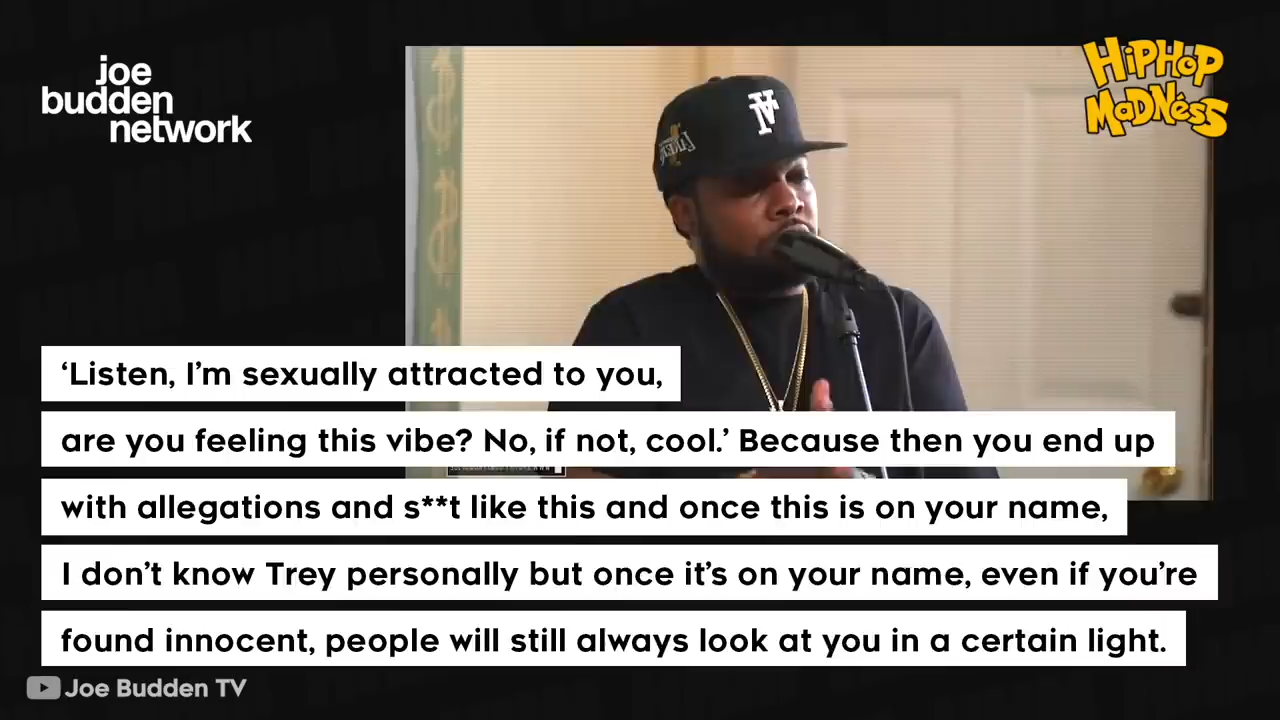 joe
budden
network
HiPHOP
MADNéss
‘Listen, I’m sexually attracted to you,
are you feeling this vibe? No, if not, cool.’ Because then you end up
with allegations and s**t like this and once this is on your name,
I don’t know Trey personally but once it’s on your name, even if you’re
found innocent, people will still always look at you in a certain light.
Joe Budden TV